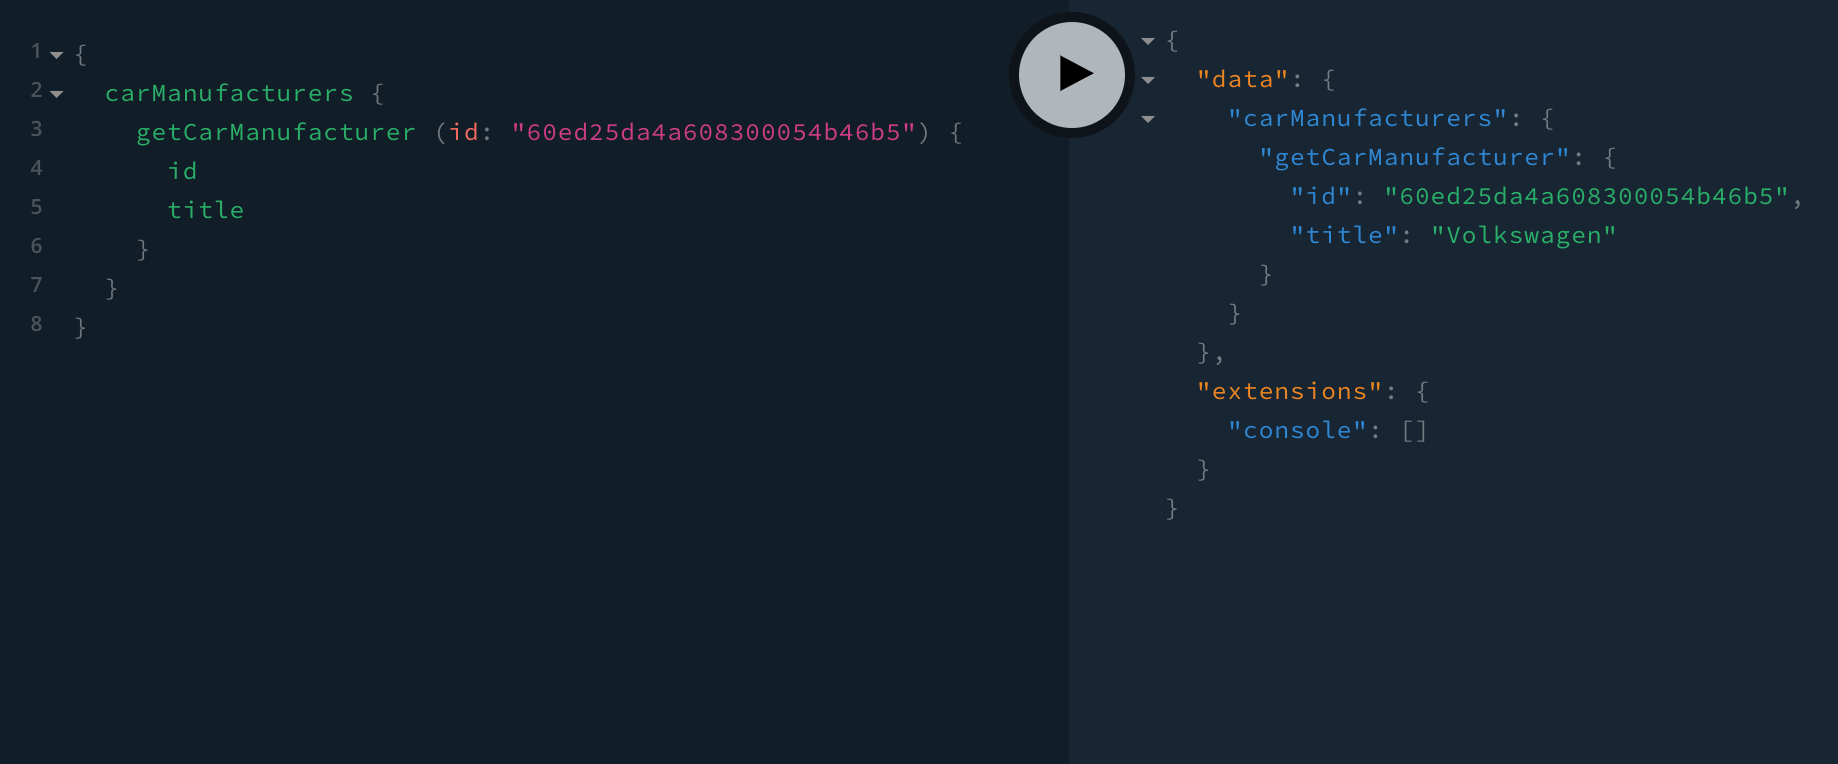 1 {
2   carManufacturers {
3     getCarManufacturer (id: "60ed25da4a608300054b46b5") {
4       id
5       title
6     }
7   }
8 }
{
  "data": {
    "carManufacturers": {
      "getCarManufacturer": {
        "id": "60ed25da4a608300054b46b5",
        "title": "Volkswagen"
      }
    }
  },
  "extensions": {
    "console": []
  }
}